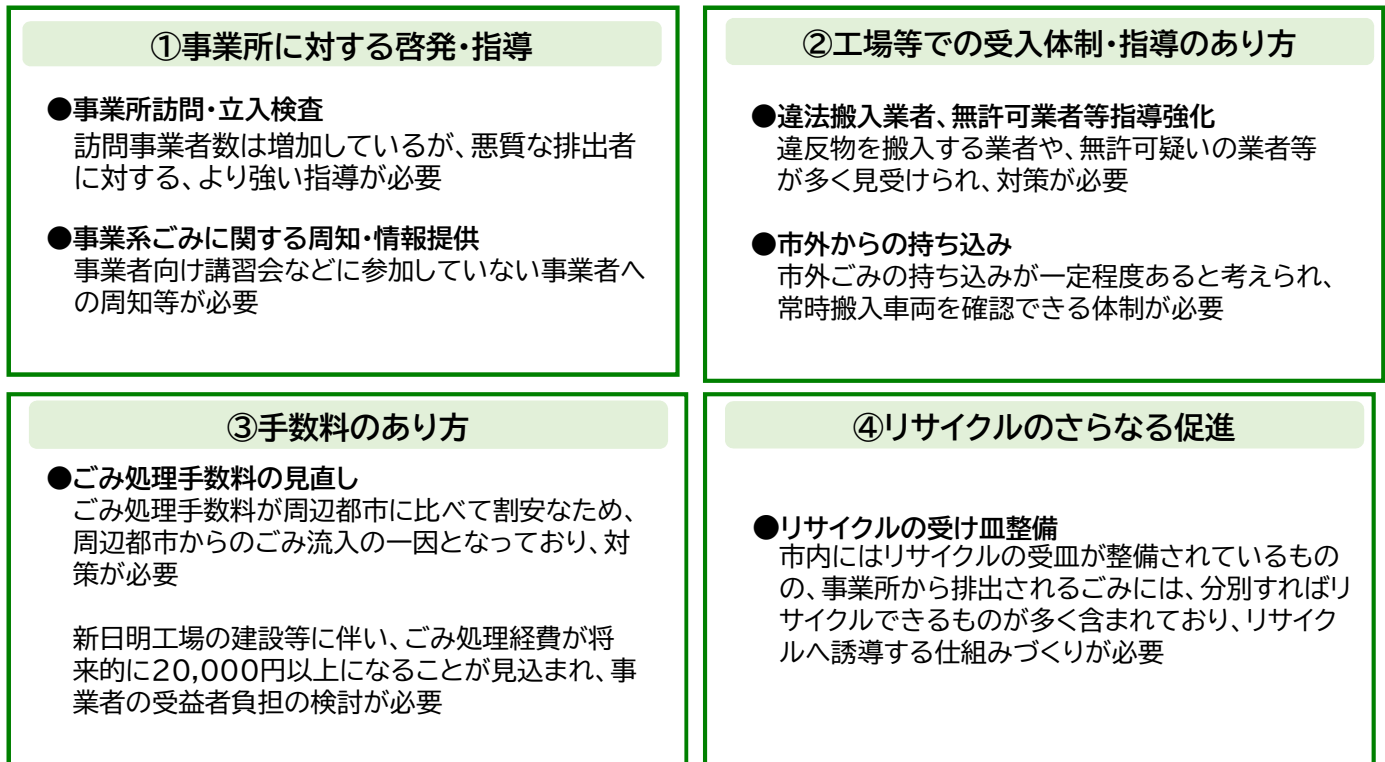 ①事業所に対する啓発・指導
●事業所訪問・立入検査
訪問事業者数は増加しているが、悪質な排出者
に対する、より強い指導が必要
●事業系ごみに関する周知・情報提供
事業者向け講習会などに参加していない事業者へ
の周知等が必要
②工場等での受入体制・指導のあり方
●違法搬入業者、無許可業者等指導強化
違反物を搬入する業者や、無許可疑いの業者等
が多く見受けられ、対策が必要
●市外からの持ち込み
市外ごみの持ち込みが一定程度あると考えられ、
常時搬入車両を確認できる体制が必要
③手数料のあり方
●ごみ処理手数料の見直し
ごみ処理手数料が周辺都市に比べて割安なため、
周辺都市からのごみ流入の一因となっており、対
策が必要
新日明工場の建設等に伴い、ごみ処理経費が将
来的に20,000円以上になることが見込まれ、事
業者の受益者負担の検討が必要
④リサイクルのさらなる促進
●リサイクルの受け皿整備
市内にはリサイクルの受皿が整備されているもの
の、事業所から排出されるごみには、分別すればリ
サイクルできるものが多く含まれており、リサイク
ルへ誘導する仕組みづくりが必要